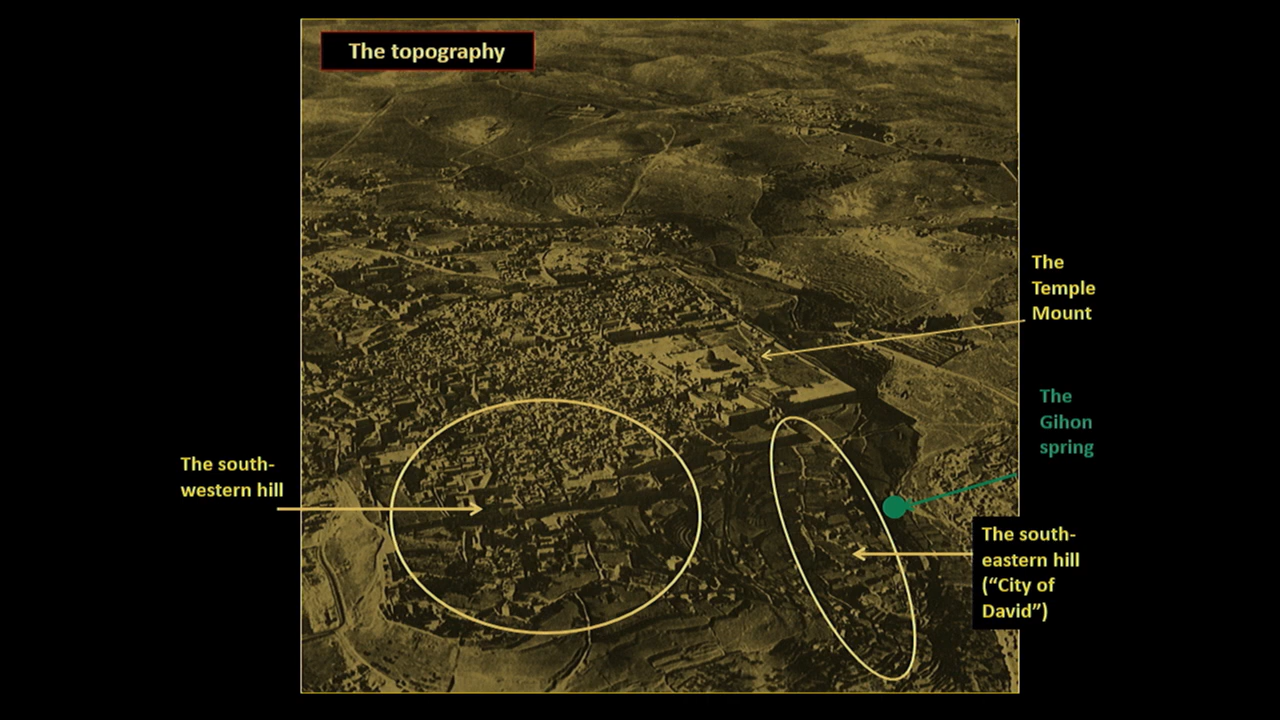 The topography
The
Temple
Mount
The
Gihon
spring
The south-
western hill
The south-
eastern hill
(“City of
David”)